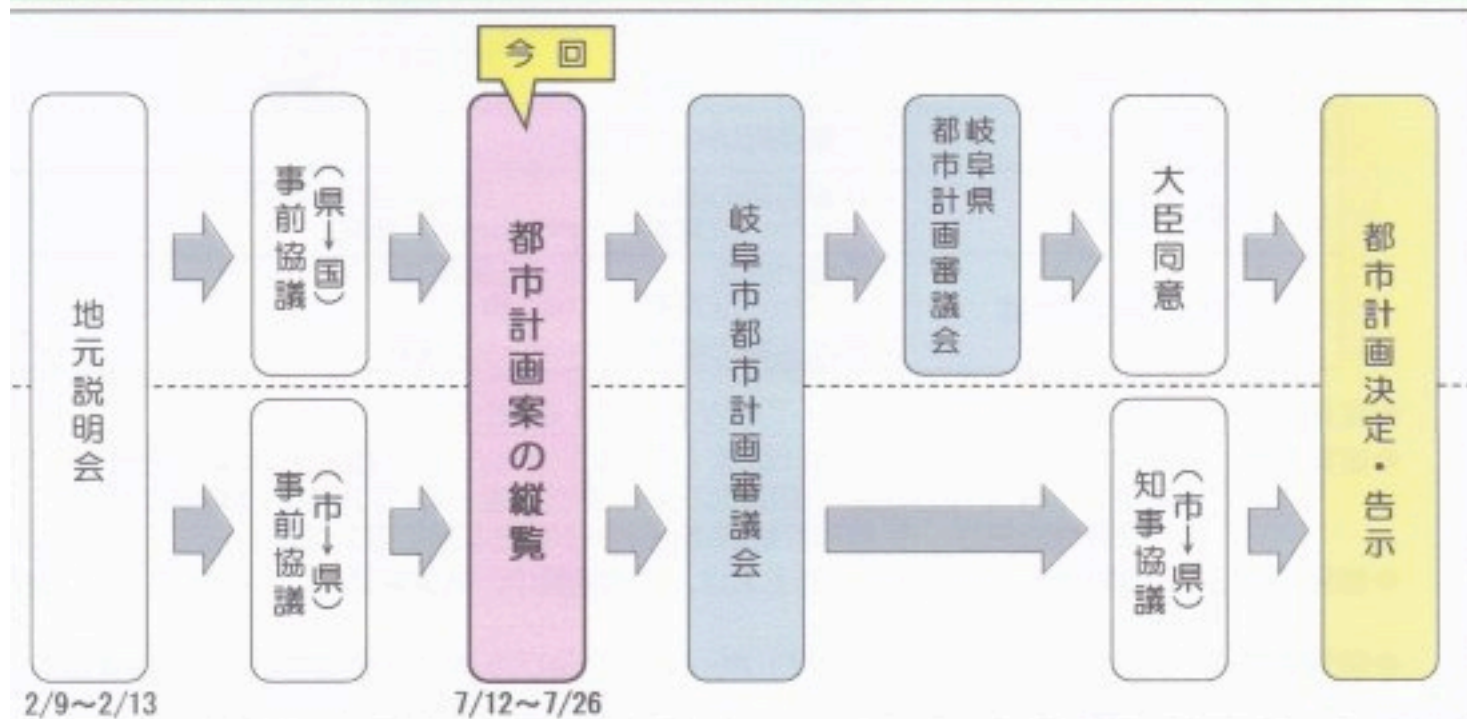 今回
地元説明会
事前協議
（県→国）
事前協議
（市→県）
都市計画案の縦覧
岐阜市都市計画審議会
岐阜県
都市計画審議会
大臣同意
知事協議
（市→県）
都市計画決定・告示
2/9～2/13
7/12～7/26